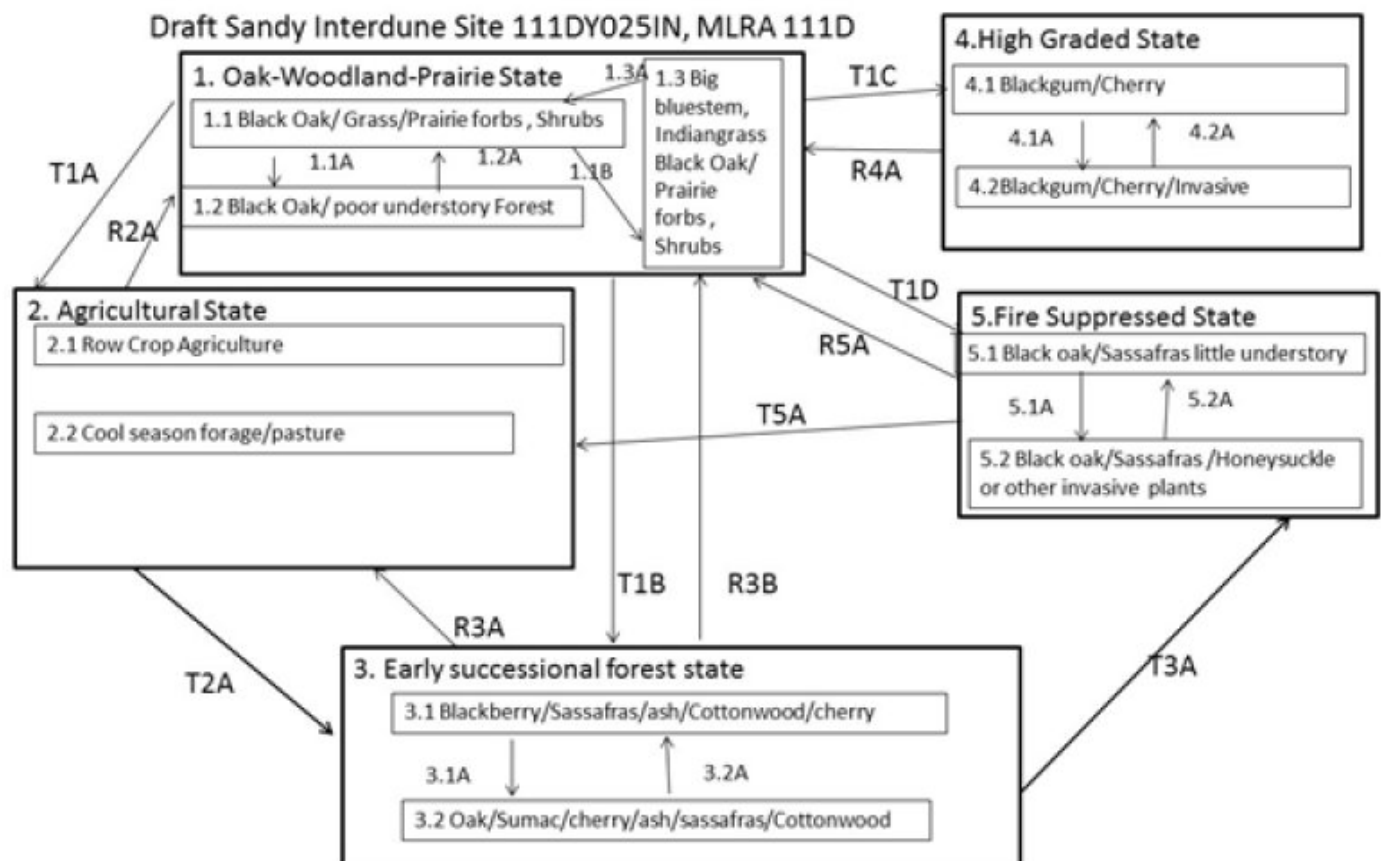 Draft Sandy Interdune Site 111DY025IN, MLRA 111D
1. Oak-Woodland-Prairie State
1.1 Black Oak/ Grass/Prairie forbs , Shrubs
1.1A
1.2A
1.2 Black Oak/ poor understory Forest
1.3A
1.1B
1.3 Big
bluestem,
Indiangrass
Black Oak/
Prairie
forbs ,
Shrubs
T1C
R4A
4.High Graded State
4.1 Blackgum/Cherry
4.1A
4.2A
4.2Blackgum/Cherry/Invasive
T1A
R2A
T1D
R5A
2. Agricultural State
2.1 Row Crop Agriculture
2.2 Cool season forage/pasture
T5A
5.Fire Suppressed State
5.1 Black oak/Sassafras little understory
5.1A
5.2A
5.2 Black oak/Sassafras /Honeysuckle
or other invasive plants
T1B
R3B
R3A
T2A
T3A
3. Early successional forest state
3.1 Blackberry/Sassafras/ash/Cottonwood/cherry
3.1A
3.2A
3.2 Oak/Sumac/cherry/ash/sassafras/Cottonwood